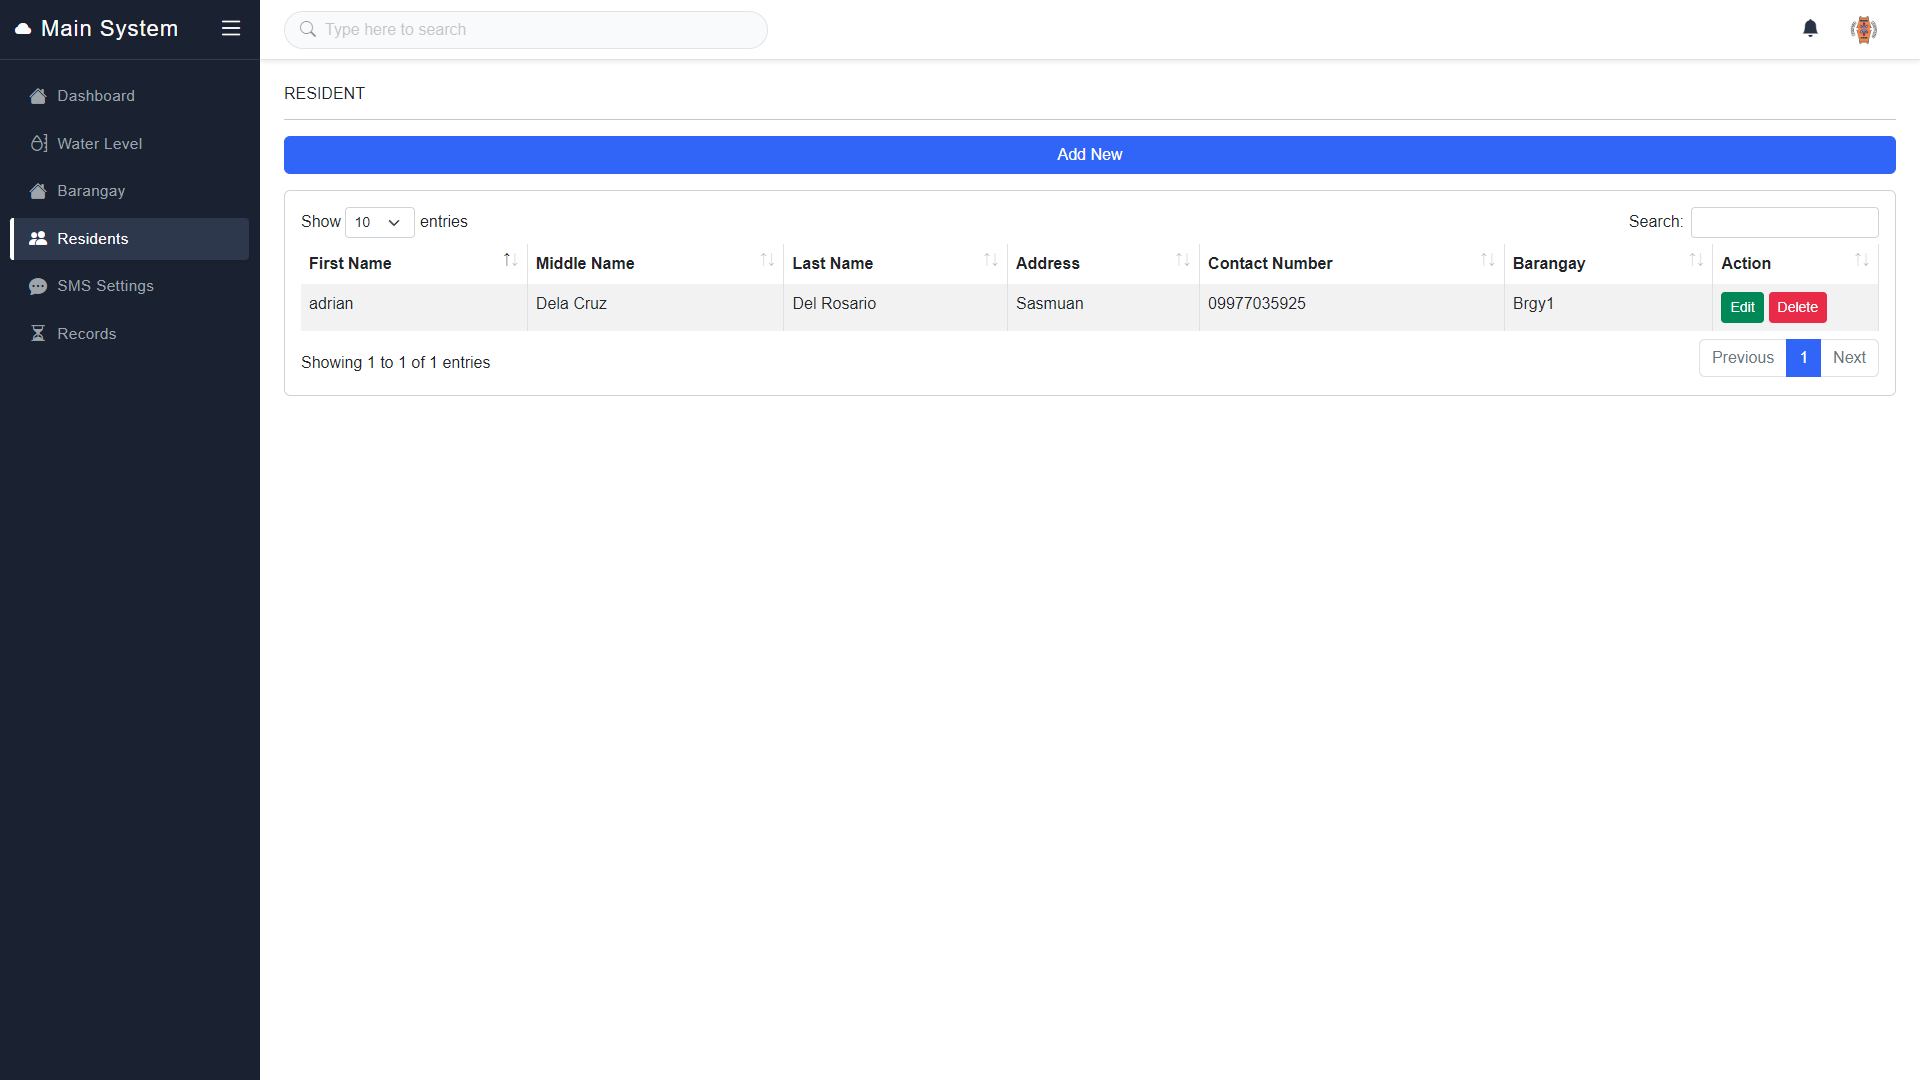 Main System
Type here to search
Dashboard
Water Level
Barangay
Residents
SMS Settings
Records
RESIDENT
Add New
Show 10 entries
Search:
First Name Middle Name Last Name Address Contact Number Barangay Action
adrian Dela Cruz Del Rosario Sasmuan 09977035925 Brgy1 Edit Delete
Showing 1 to 1 of 1 entries
Previous 1 Next